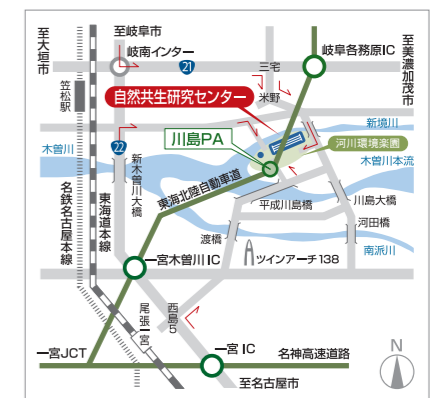 至岐阜市
至大垣市
岐南インター
21
三宅
岐阜各務原IC
至美濃加茂市
笠松駅
米野
自然共生研究センター
新境川
川島PA
河川環境楽園
木曽川
22
新木曽川大橋
木曽川本流
東海北陸自動車道
平成川島橋
川島大橋
名鉄名古屋本線
東海道本線
渡橋
河田橋
ツインアーチ138
南派川
一宮木曽川IC
尾張一宮
西島5
N
一宮JCT
一宮IC
名神高速道路
至名古屋市